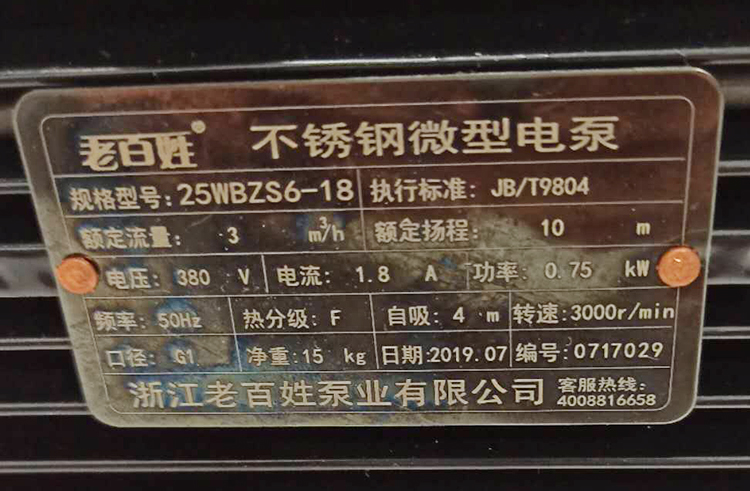 老百姓® 不锈钢微型电泵
规格型号: 25WBZS6-18 执行标准: JB/T9804
额定流量: 3 m³/h 额定扬程: 10 m
电压: 380 V 电流: 1.8 A 功率: 0.75 kW
频率: 50Hz 热分级: F 自吸: 4 m 转速:3000r/min
口径: G1 净重:15 kg 日期:2019.07 编号:0717029
浙江老百姓泵业有限公司 客服热线: 4008816658